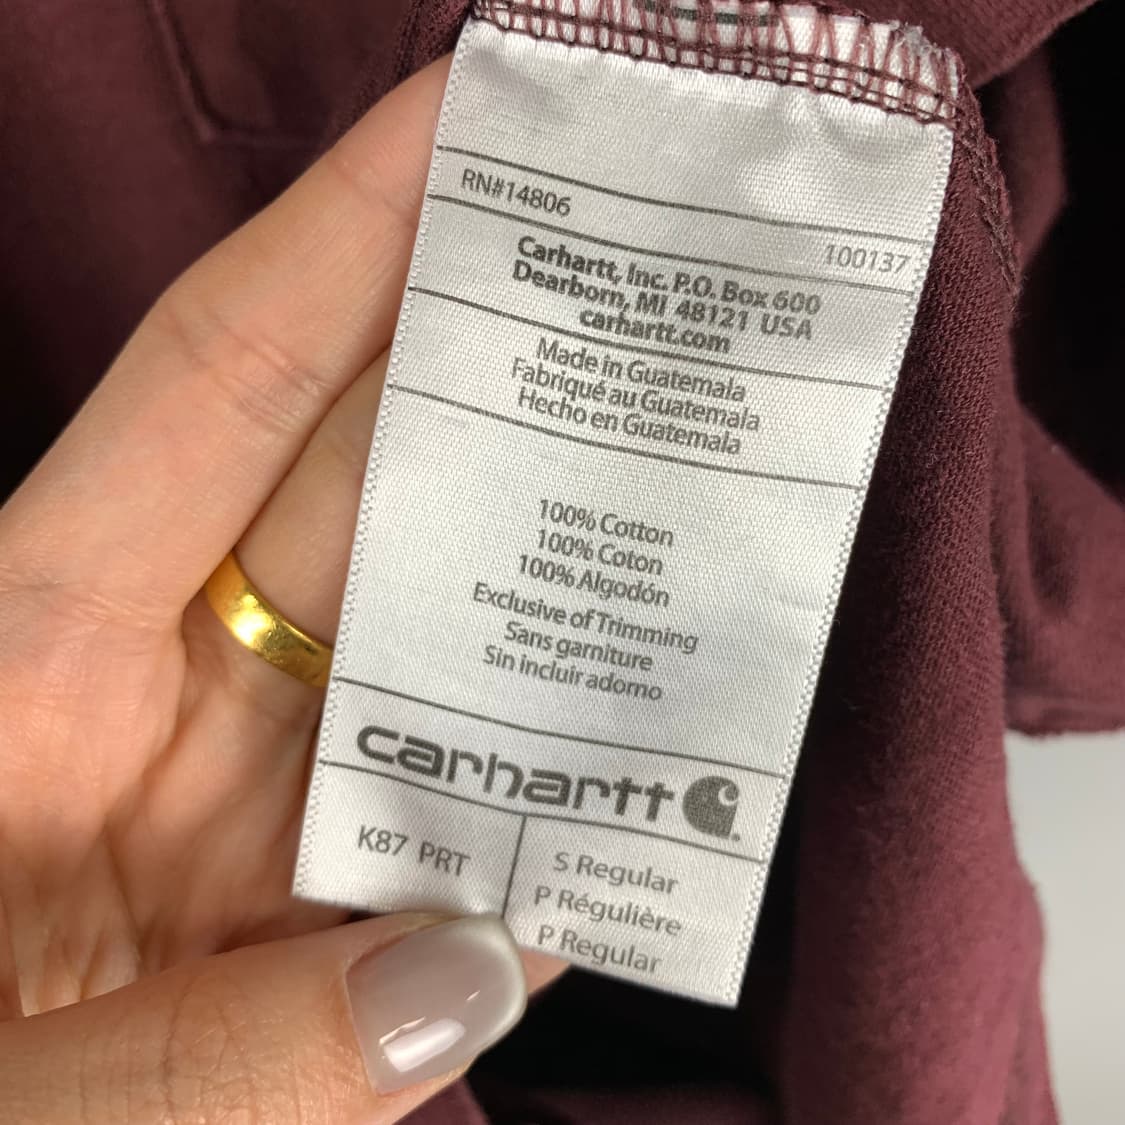 RN#14806
100137
Carhartt, Inc. P.O. Box 600
Dearborn, MI 48121 USA
carhartt.com
Made in Guatemala
Fabriqué au Guatemala
Hecho en Guatemala
100% Cotton
100% Coton
100% Algodón
Exclusive of Trimming
Sans garniture
Sin incluir adorno
carhartt
K87 PRT
S Regular
P Régulière
P Regular